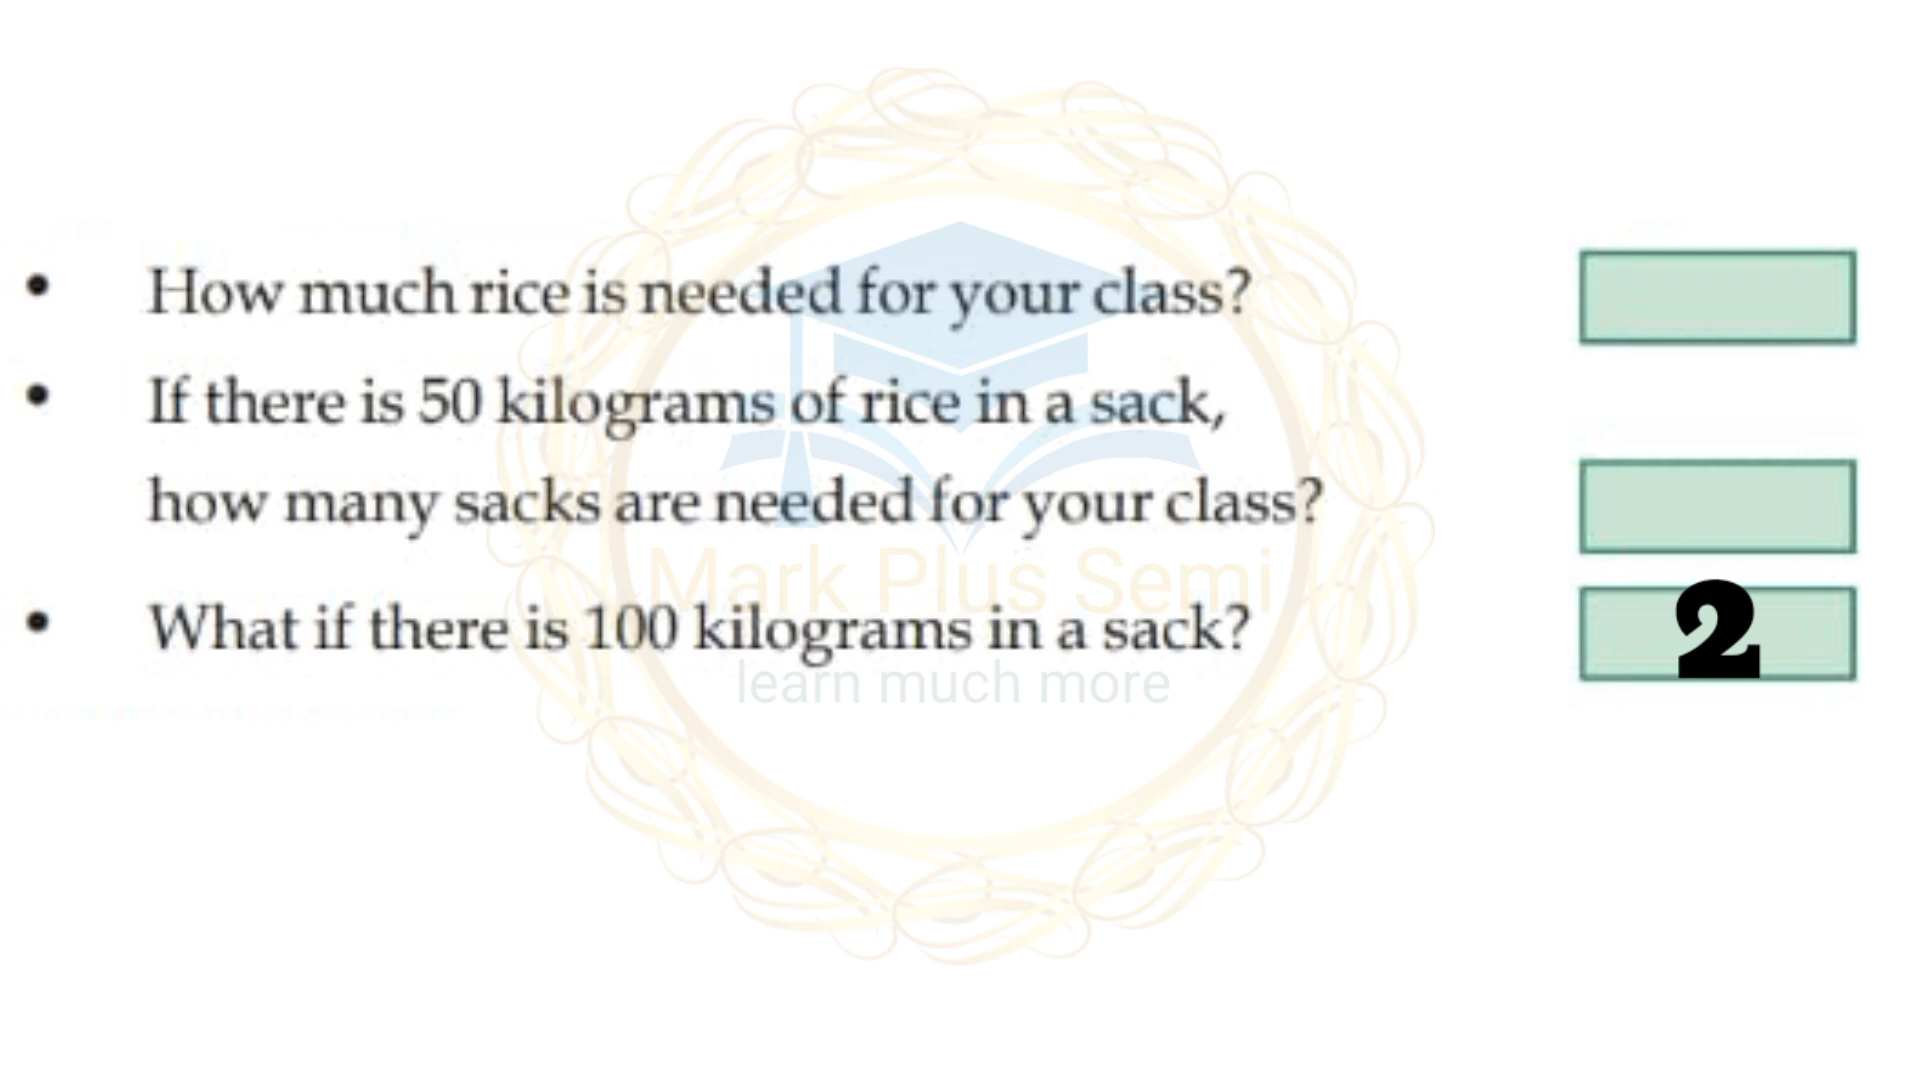 • How much rice is needed for your class?
• If there is 50 kilograms of rice in a sack,
how many sacks are needed for your class?
Mark Plus Semi
• What if there is 100 kilograms in a sack? 2
learn much more